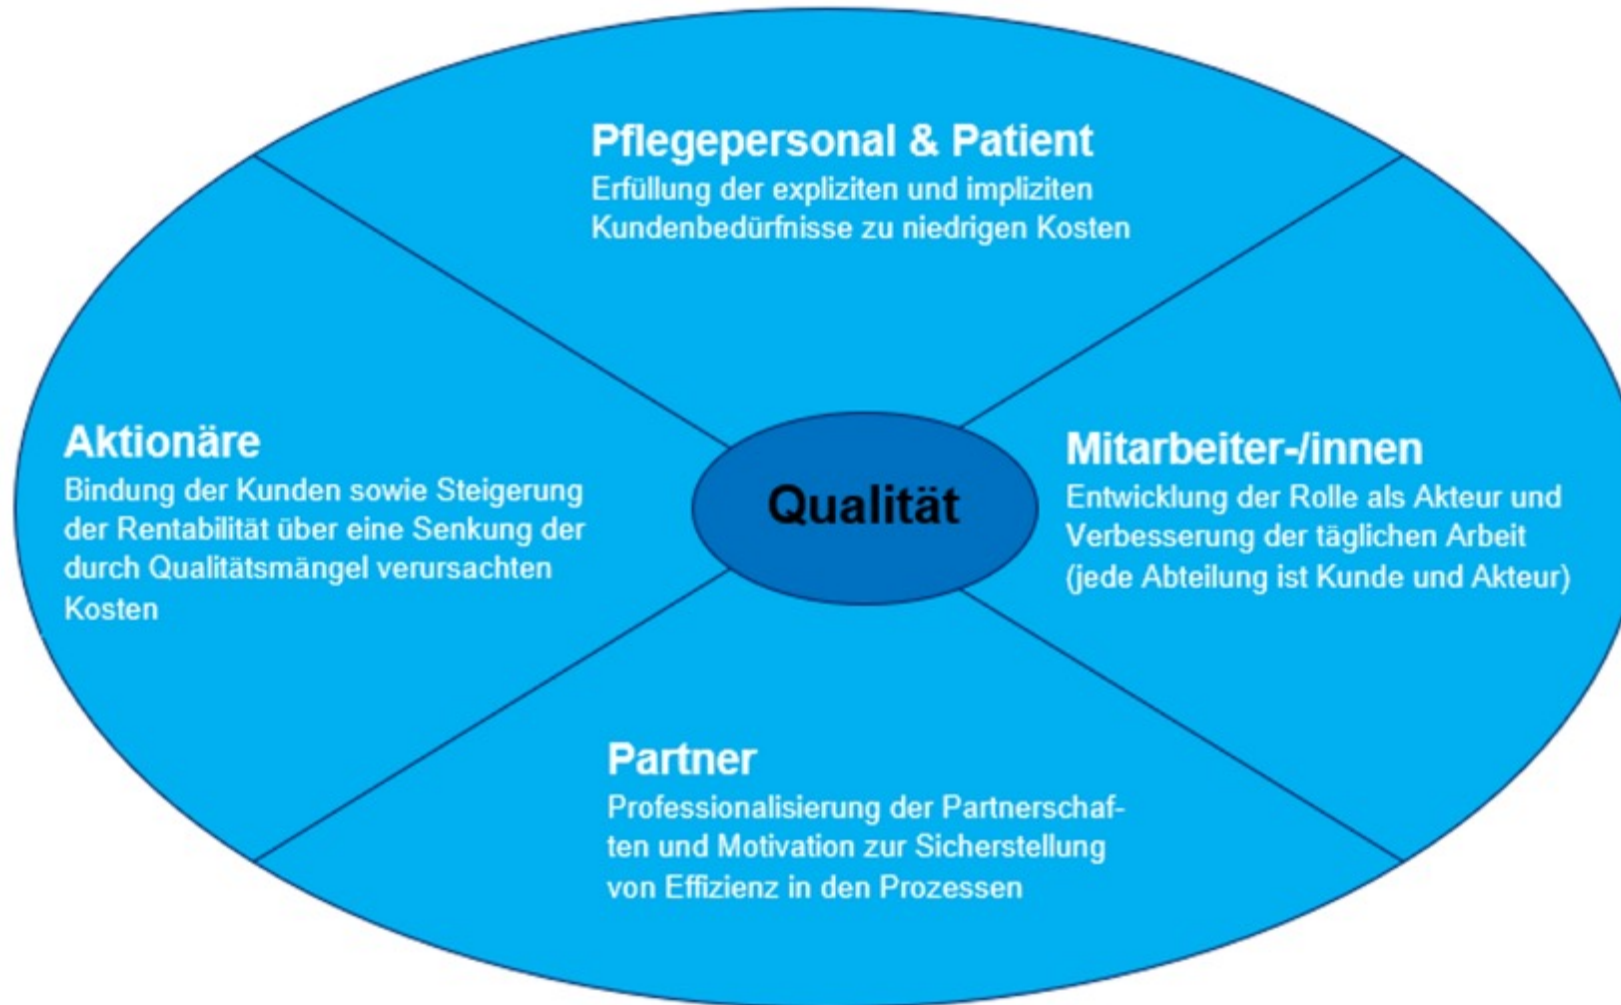 Pflegepersonal & Patient
Erfüllung der expliziten und impliziten
Kundenbedürfnisse zu niedrigen Kosten
Aktionäre
Bindung der Kunden sowie Steigerung
der Rentabilität über eine Senkung der
durch Qualitätsmängel verursachten
Kosten
Qualität
Mitarbeiter-/innen
Entwicklung der Rolle als Akteur und
Verbesserung der täglichen Arbeit
(jede Abteilung ist Kunde und Akteur)
Partner
Professionalisierung der Partnerschaf-
ten und Motivation zur Sicherstellung
von Effizienz in den Prozessen